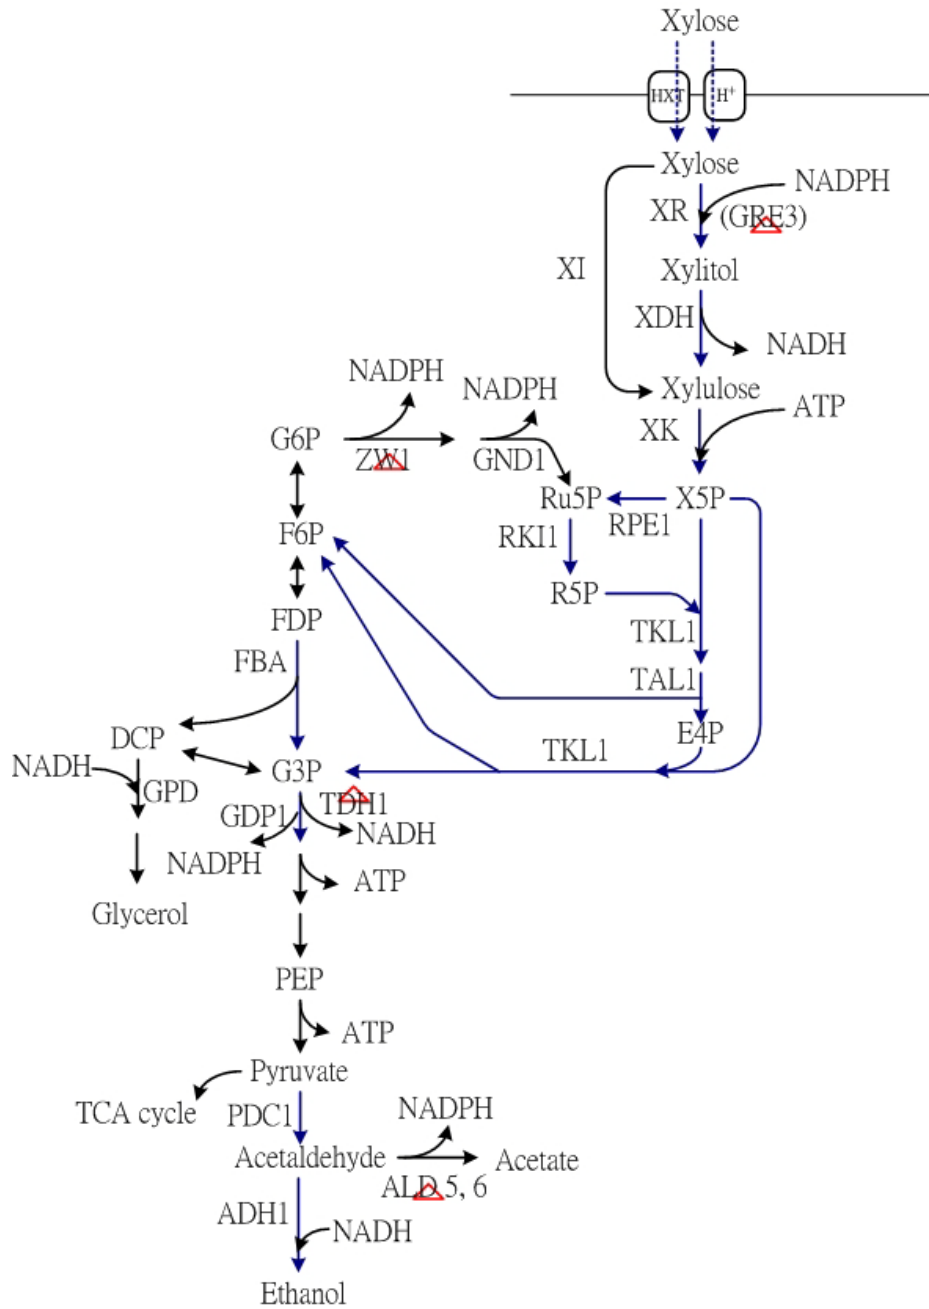 Xylose
HXT H⁺
Xylose
NADPH
XR (GRE3)
XI
Xylitol
XDH
NADH
Xylulose
NADPH
NADPH
ATP
XK
G6P
ZW1
GND1
Ru5P
X5P
RPE1
F6P
RKI1
R5P
FDP
TKL1
FBA
TAL1
DCP
E4P
NADH
G3P
TKL1
GPD
GDP1
TDH1
NADH
NADPH
ATP
Glycerol
PEP
ATP
Pyruvate
TCA cycle
PDC1
NADPH
Acetaldehyde
Acetate
ALD 5, 6
ADH1
NADH
Ethanol